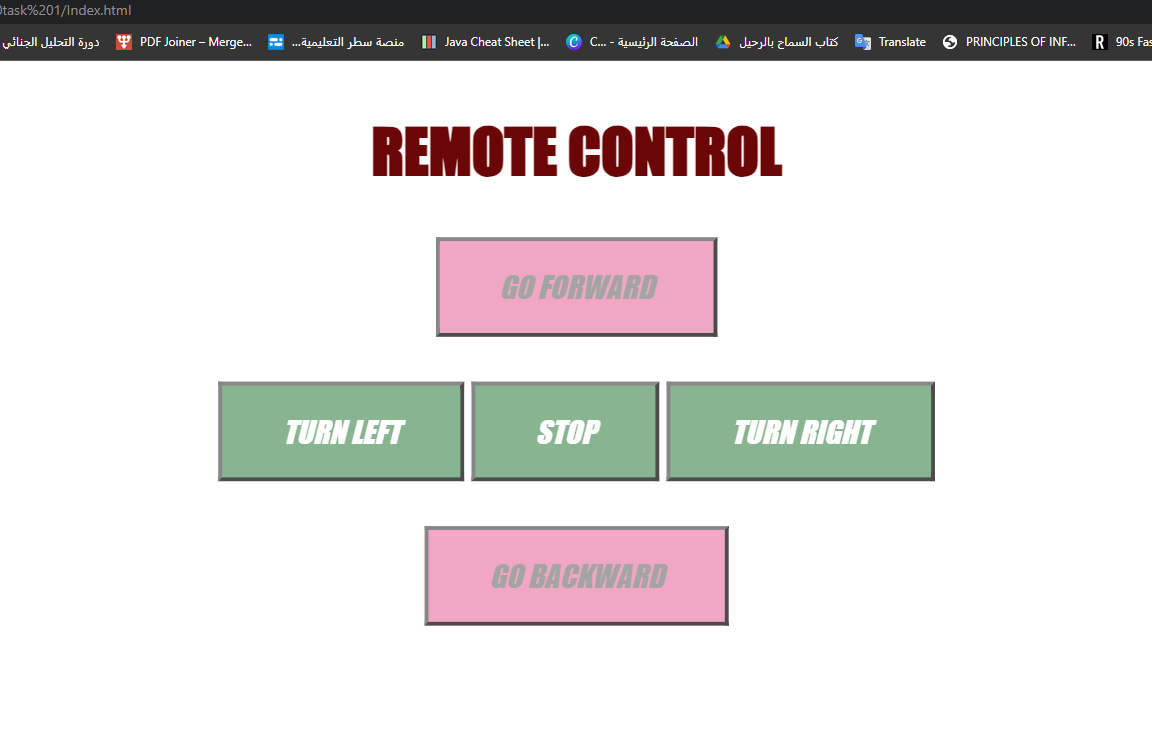 0task%201/Index.html
دورة التحليل الجنائي PDF Joiner – Merge... منصة سطر التعليمية... Java Cheat Sheet |... الصفحة الرئيسية - C... كتاب السماح بالرحيل Translate PRINCIPLES OF INF... R 90s Fas
REMOTE CONTROL
GO FORWARD
TURN LEFT STOP TURN RIGHT
GO BACKWARD